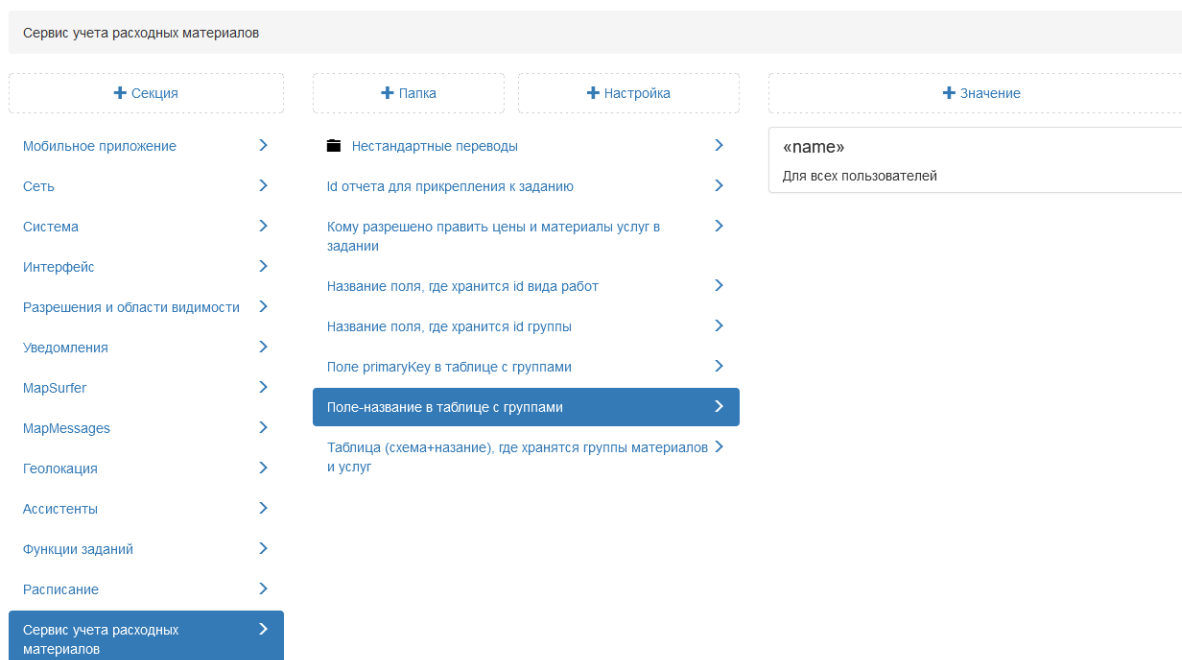 Сервис учета расходных материалов
Секция
Папка
Настройка
Значение
Мобильное приложение
Сеть
Система
Интерфейс
Разрешения и области видимости
Уведомления
MapSurfer
MapMessages
Геолокация
Ассистенты
Функции заданий
Расписание
Сервис учета расходных
материалов
Нестандартные переводы
Id отчета для прикрепления к заданию
Кому разрешено править цены и материалы услуг в
задании
Название поля, где хранится id вида работ
Название поля, где хранится id группы
Поле primaryKey в таблице с группами
Поле-название в таблице с группами
Таблица (схема+назание), где хранятся группы материалов
и услуг
«name»
Для всех пользователей